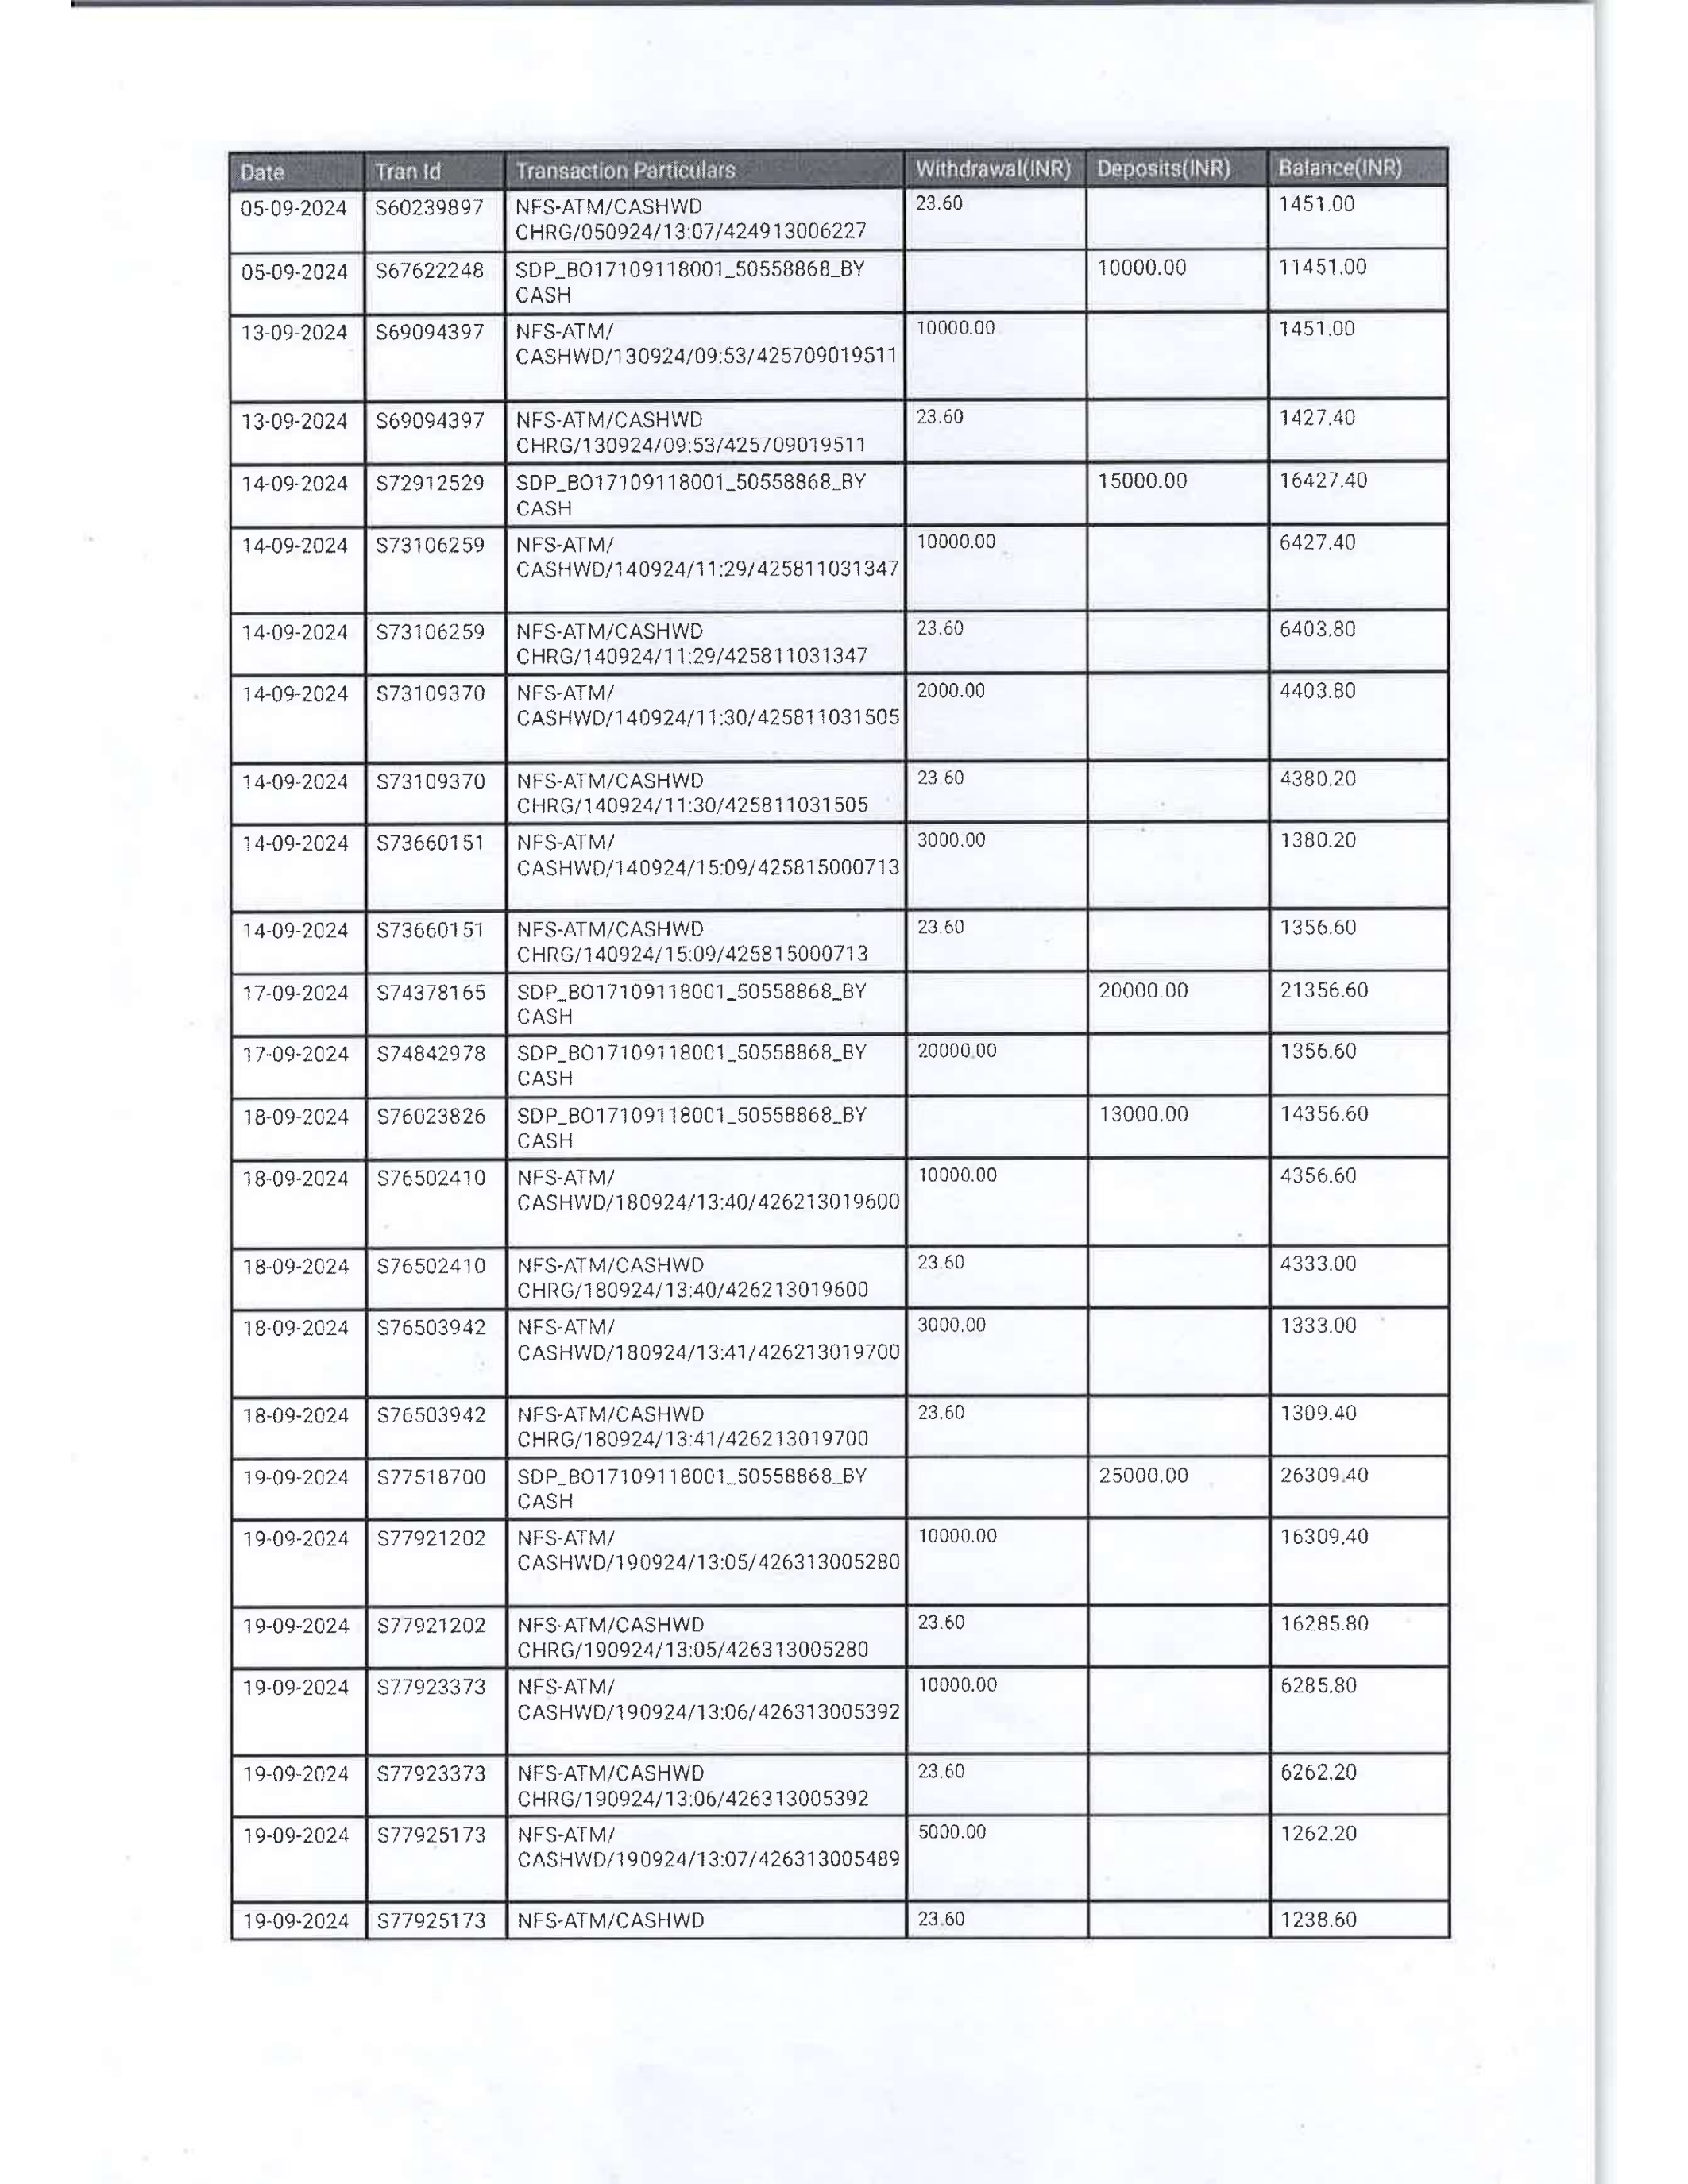 Date Tran Id Transaction Particulars Withdrawal(INR) Deposits(INR) Balance(INR)
05-09-2024 S60239897 NFS-ATM/CASHWD 23.60 1451.00
CHRG/050924/13:07/424913006227
05-09-2024 S67622248 SDP_BO17109118001_50558868_BY 10000.00 11451.00
CASH
13-09-2024 S69094397 NFS-ATM/ 10000.00 1451.00
CASHWD/130924/09:53/425709019511
13-09-2024 S69094397 NFS-ATM/CASHWD 23.60 1427.40
CHRG/130924/09:53/425709019511
14-09-2024 S72912529 SDP_BO17109118001_50558868_BY 15000.00 16427.40
CASH
14-09-2024 S73106259 NFS-ATM/ 10000.00 6427.40
CASHWD/140924/11:29/425811031347
14-09-2024 S73106259 NFS-ATM/CASHWD 23.60 6403.80
CHRG/140924/11:29/425811031347
14-09-2024 S73109370 NFS-ATM/ 2000.00 4403.80
CASHWD/140924/11:30/425811031505
14-09-2024 S73109370 NFS-ATM/CASHWD 23.60 4380.20
CHRG/140924/11:30/425811031505
14-09-2024 S73660151 NFS-ATM/ 3000.00 1380.20
CASHWD/140924/15:09/425815000713
14-09-2024 S73660151 NFS-ATM/CASHWD 23.60 1356.60
CHRG/140924/15:09/425815000713
17-09-2024 S74378165 SDP_BO17109118001_50558868_BY 20000.00 21356.60
CASH
17-09-2024 S74842978 SDP_BO17109118001_50558868_BY 20000.00 1356.60
CASH
18-09-2024 S76023826 SDP_BO17109118001_50558868_BY 13000.00 14356.60
CASH
18-09-2024 S76502410 NFS-ATM/ 10000.00 4356.60
CASHWD/180924/13:40/426213019600
18-09-2024 S76502410 NFS-ATM/CASHWD 23.60 4333.00
CHRG/180924/13:40/426213019600
18-09-2024 S76503942 NFS-ATM/ 3000.00 1333.00
CASHWD/180924/13:41/426213019700
18-09-2024 S76503942 NFS-ATM/CASHWD 23.60 1309.40
CHRG/180924/13:41/426213019700
19-09-2024 S77518700 SDP_BO17109118001_50558868_BY 25000.00 26309.40
CASH
19-09-2024 S77921202 NFS-ATM/ 10000.00 16309.40
CASHWD/190924/13:05/426313005280
19-09-2024 S77921202 NFS-ATM/CASHWD 23.60 16285.80
CHRG/190924/13:05/426313005280
19-09-2024 S77923373 NFS-ATM/ 10000.00 6285.80
CASHWD/190924/13:06/426313005392
19-09-2024 S77923373 NFS-ATM/CASHWD 23.60 6262.20
CHRG/190924/13:06/426313005392
19-09-2024 S77925173 NFS-ATM/ 5000.00 1262.20
CASHWD/190924/13:07/426313005489
19-09-2024 S77925173 NFS-ATM/CASHWD 23.60 1238.60